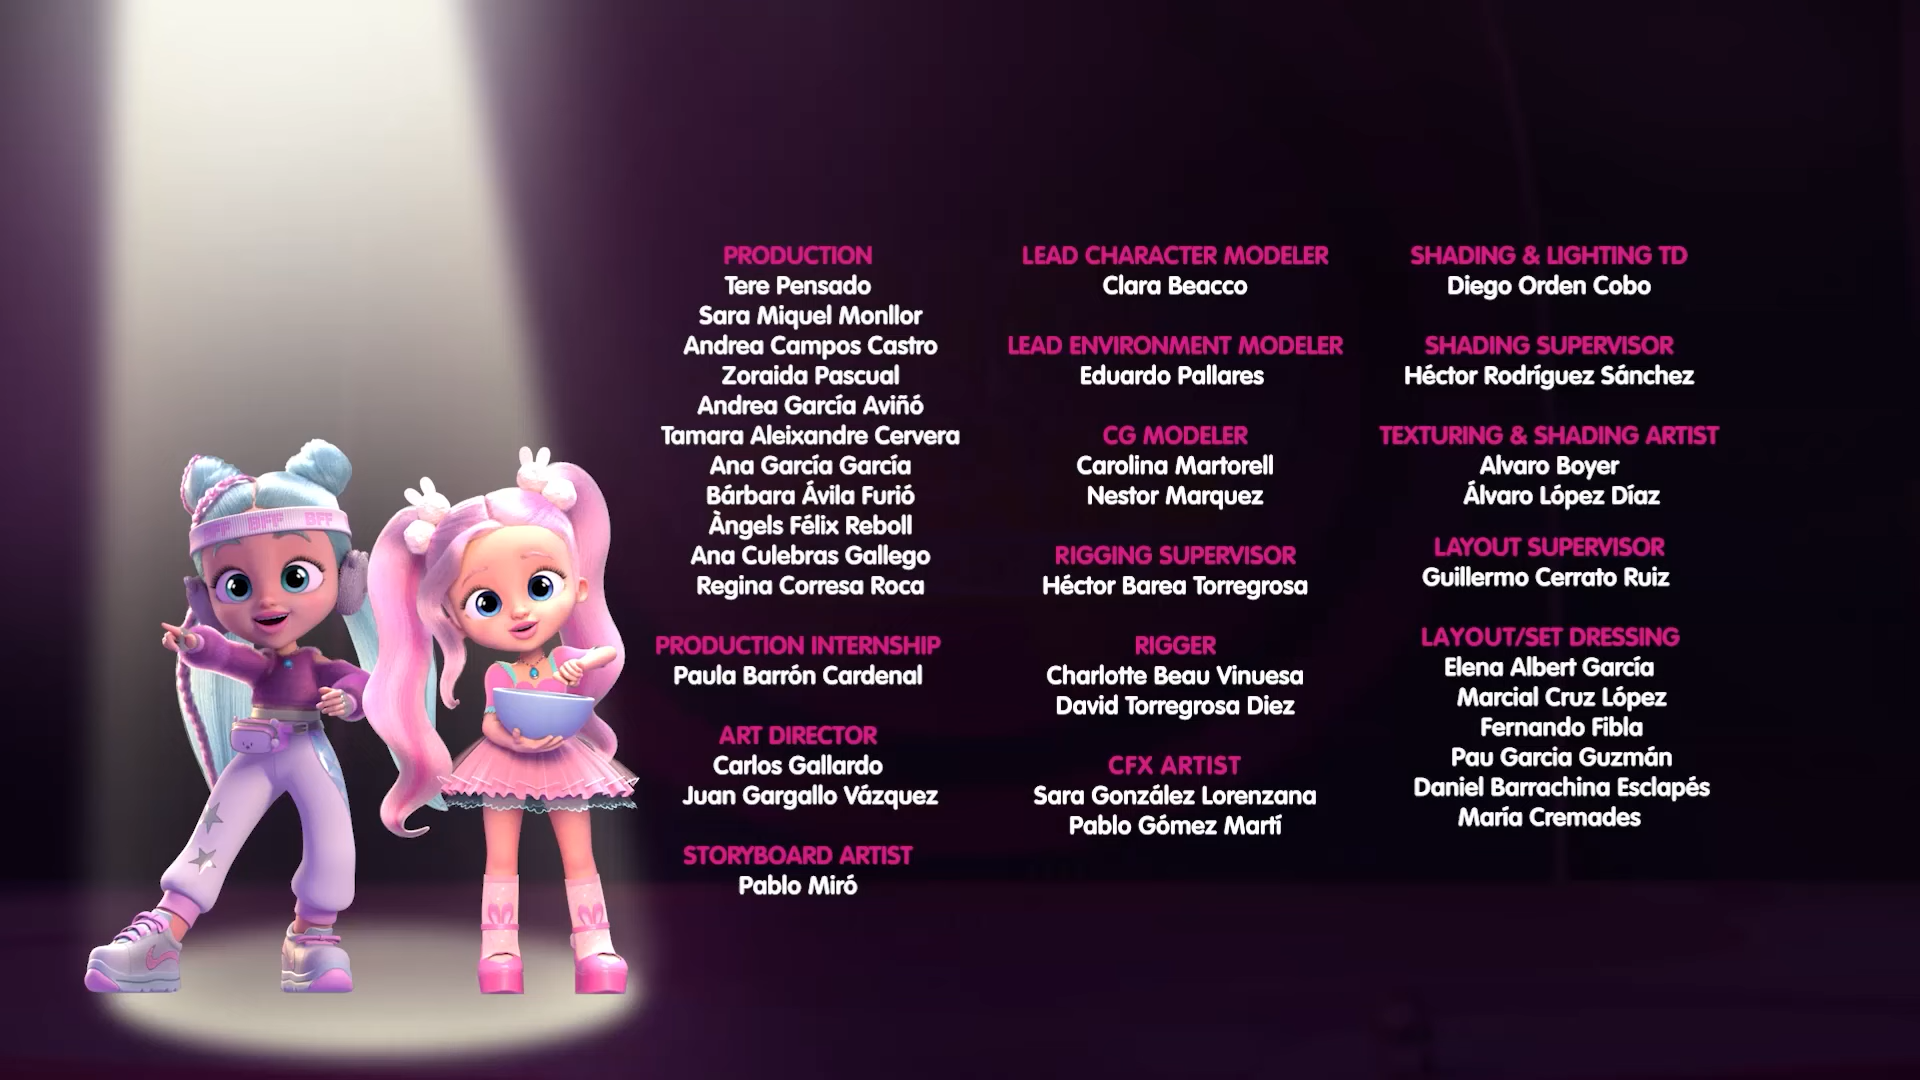 BFF BFF BFF
PRODUCTION
Tere Pensado
Sara Miquel Monllor
Andrea Campos Castro
Zoraida Pascual
Andrea García Aviñó
Tamara Aleixandre Cervera
Ana García García
Bárbara Ávila Furió
Àngels Félix Reboll
Ana Culebras Gallego
Regina Corresa Roca
PRODUCTION INTERNSHIP
Paula Barrón Cardenal
ART DIRECTOR
Carlos Gallardo
Juan Gargallo Vázquez
STORYBOARD ARTIST
Pablo Miró
LEAD CHARACTER MODELER
Clara Beacco
LEAD ENVIRONMENT MODELER
Eduardo Pallares
CG MODELER
Carolina Martorell
Nestor Marquez
RIGGING SUPERVISOR
Héctor Barea Torregrosa
RIGGER
Charlotte Beau Vinuesa
David Torregrosa Diez
CFX ARTIST
Sara González Lorenzana
Pablo Gómez Martí
SHADING & LIGHTING TD
Diego Orden Cobo
SHADING SUPERVISOR
Héctor Rodríguez Sánchez
TEXTURING & SHADING ARTIST
Alvaro Boyer
Álvaro López Díaz
LAYOUT SUPERVISOR
Guillermo Cerrato Ruiz
LAYOUT/SET DRESSING
Elena Albert García
Marcial Cruz López
Fernando Fibla
Pau Garcia Guzmán
Daniel Barrachina Esclapés
María Cremades